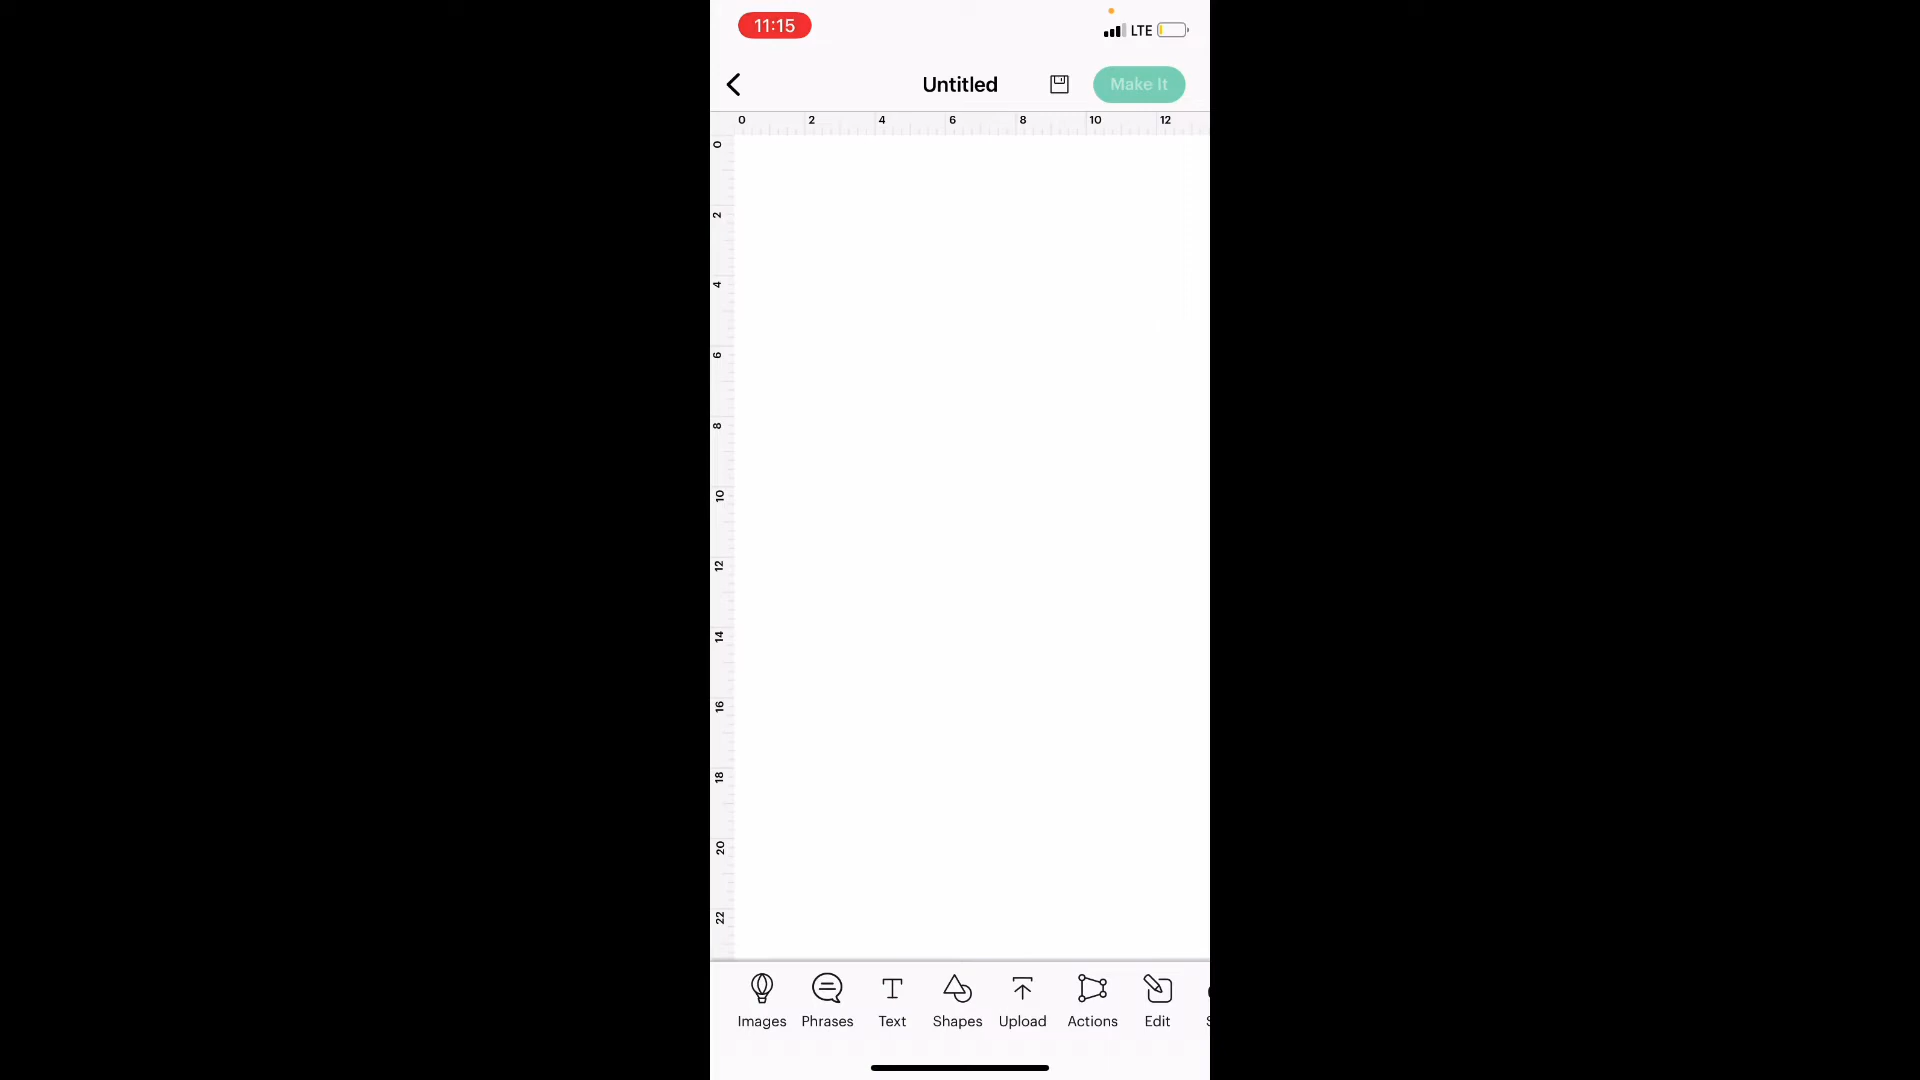 11:15
LTE
Untitled
Make It
0 2 4 6 8 10 12
0
2
4
6
8
10
12
14
16
18
20
22
Images Phrases Text Shapes Upload Actions Edit